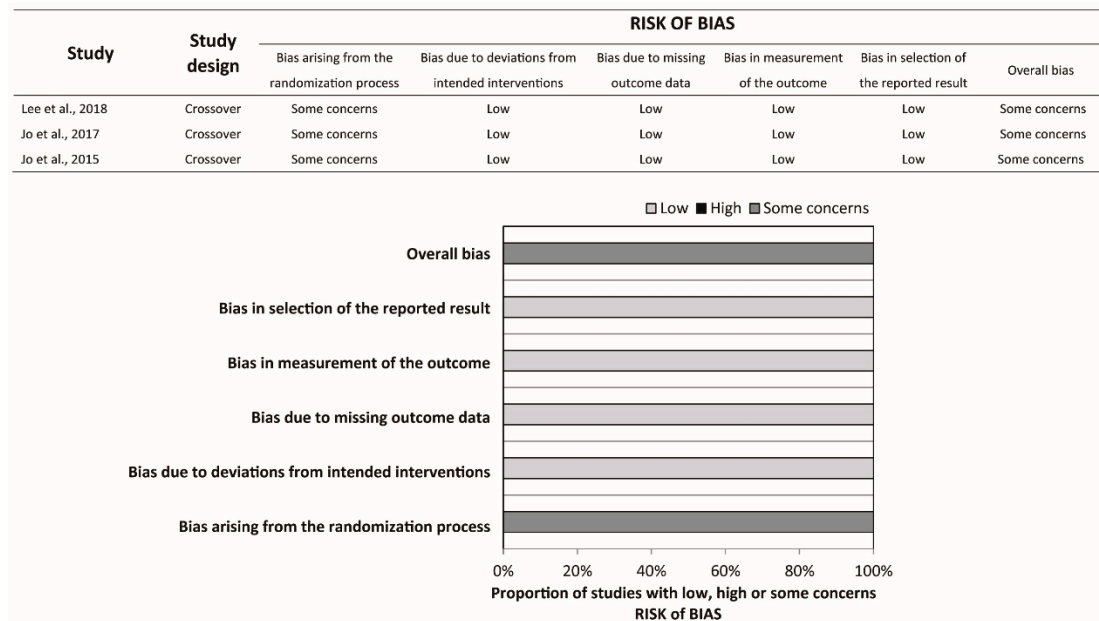 RISK OF BIAS
Study
Study design
Bias arising from the randomization process
Bias due to deviations from intended interventions
Bias due to missing outcome data
Bias in measurement of the outcome
Bias in selection of the reported result
Overall bias
Lee et al., 2018 Crossover Some concerns Low Low Low Low Some concerns
Jo et al., 2017 Crossover Some concerns Low Low Low Low Some concerns
Jo et al., 2015 Crossover Some concerns Low Low Low Low Some concerns
Low High Some concerns
Overall bias
Bias in selection of the reported result
Bias in measurement of the outcome
Bias due to missing outcome data
Bias due to deviations from intended interventions
Bias arising from the randomization process
0% 20% 40% 60% 80% 100%
Proportion of studies with low, high or some concerns
RISK of BIAS